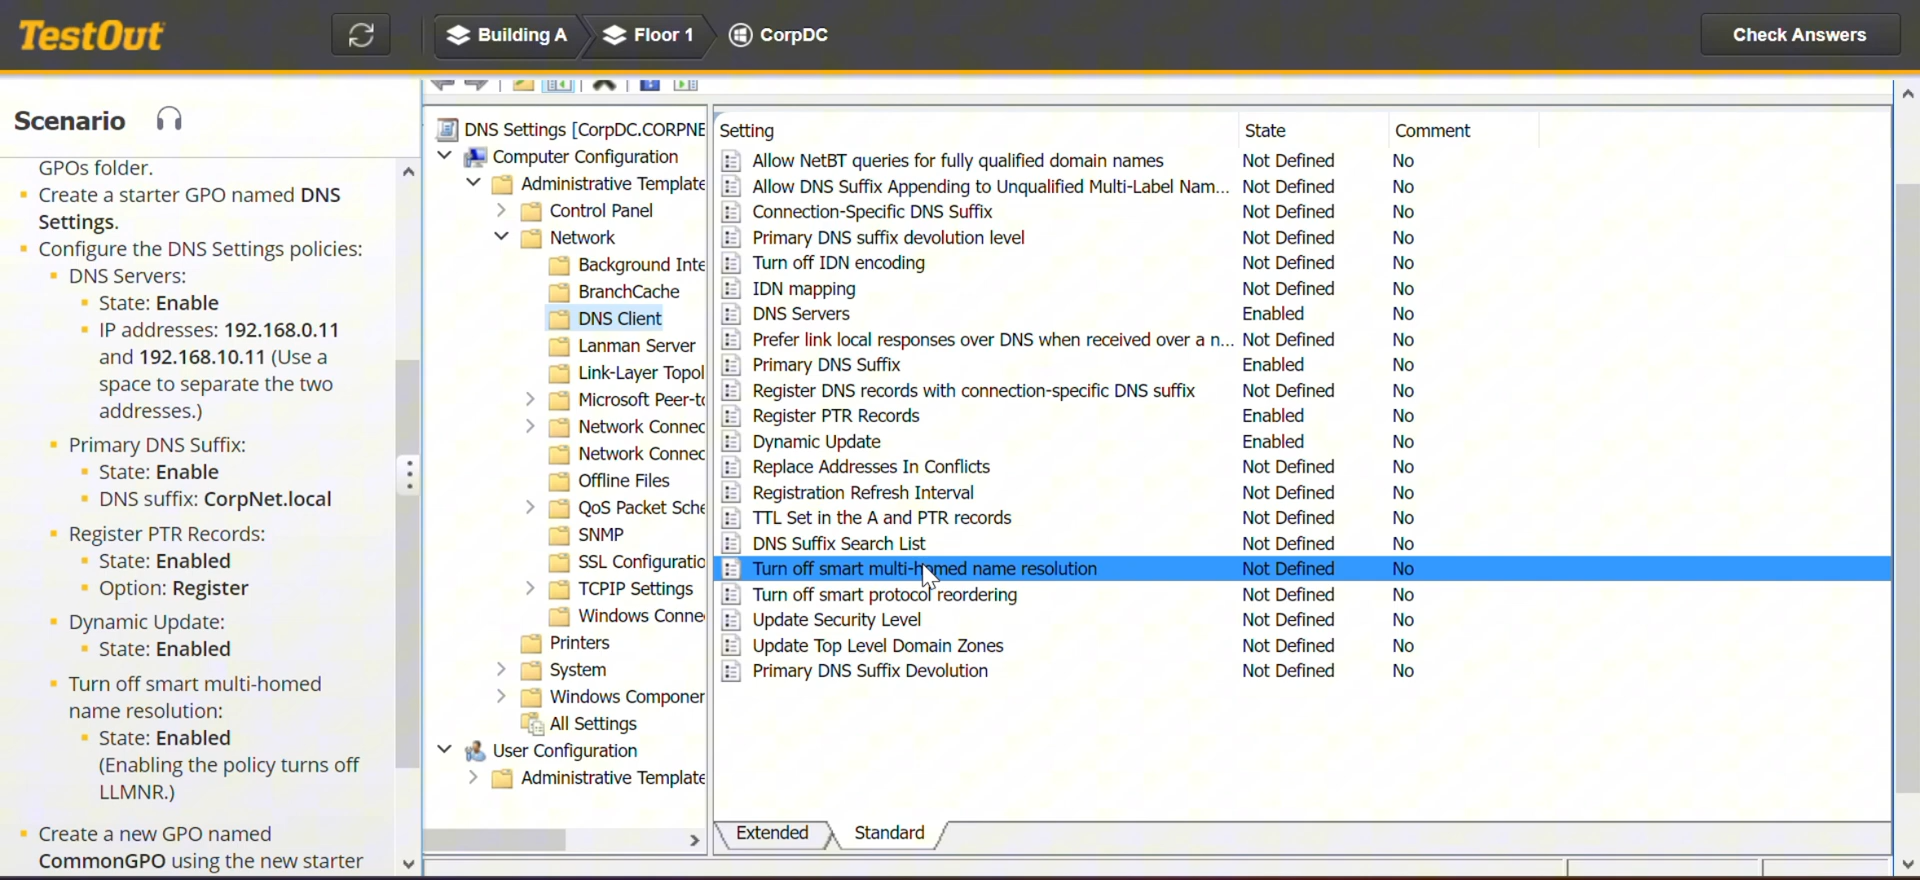 TestOut
Building A
Floor 1
CorpDC
Check Answers
Scenario
GPOs folder.
Create a starter GPO named DNS
Settings.
Configure the DNS Settings policies:
DNS Servers:
State: Enable
IP addresses: 192.168.0.11
and 192.168.10.11 (Use a
space to separate the two
addresses.)
Primary DNS Suffix:
State: Enable
DNS suffix: CorpNet.local
Register PTR Records:
State: Enabled
Option: Register
Dynamic Update:
State: Enabled
Turn off smart multi-homed
name resolution:
State: Enabled
(Enabling the policy turns off
LLMNR.)
Create a new GPO named
CommonGPO using the new starter
DNS Settings [CorpDC.CORPNE
Computer Configuration
Administrative Template
Control Panel
Network
Background Inte
BranchCache
DNS Client
Lanman Server
Link-Layer Topol
Microsoft Peer-to
Network Connec
Network Connec
Offline Files
QoS Packet Sche
SNMP
SSL Configuratio
TCPIP Settings
Windows Conne
Printers
System
Windows Componer
All Settings
User Configuration
Administrative Template
Setting State Comment
Allow NetBT queries for fully qualified domain names Not Defined No
Allow DNS Suffix Appending to Unqualified Multi-Label Nam... Not Defined No
Connection-Specific DNS Suffix Not Defined No
Primary DNS suffix devolution level Not Defined No
Turn off IDN encoding Not Defined No
IDN mapping Not Defined No
DNS Servers Enabled No
Prefer link local responses over DNS when received over a n... Not Defined No
Primary DNS Suffix Enabled No
Register DNS records with connection-specific DNS suffix Not Defined No
Register PTR Records Enabled No
Dynamic Update Enabled No
Replace Addresses In Conflicts Not Defined No
Registration Refresh Interval Not Defined No
TTL Set in the A and PTR records Not Defined No
DNS Suffix Search List Not Defined No
Turn off smart multi-homed name resolution Not Defined No
Turn off smart protocol reordering Not Defined No
Update Security Level Not Defined No
Update Top Level Domain Zones Not Defined No
Primary DNS Suffix Devolution Not Defined No
Extended Standard